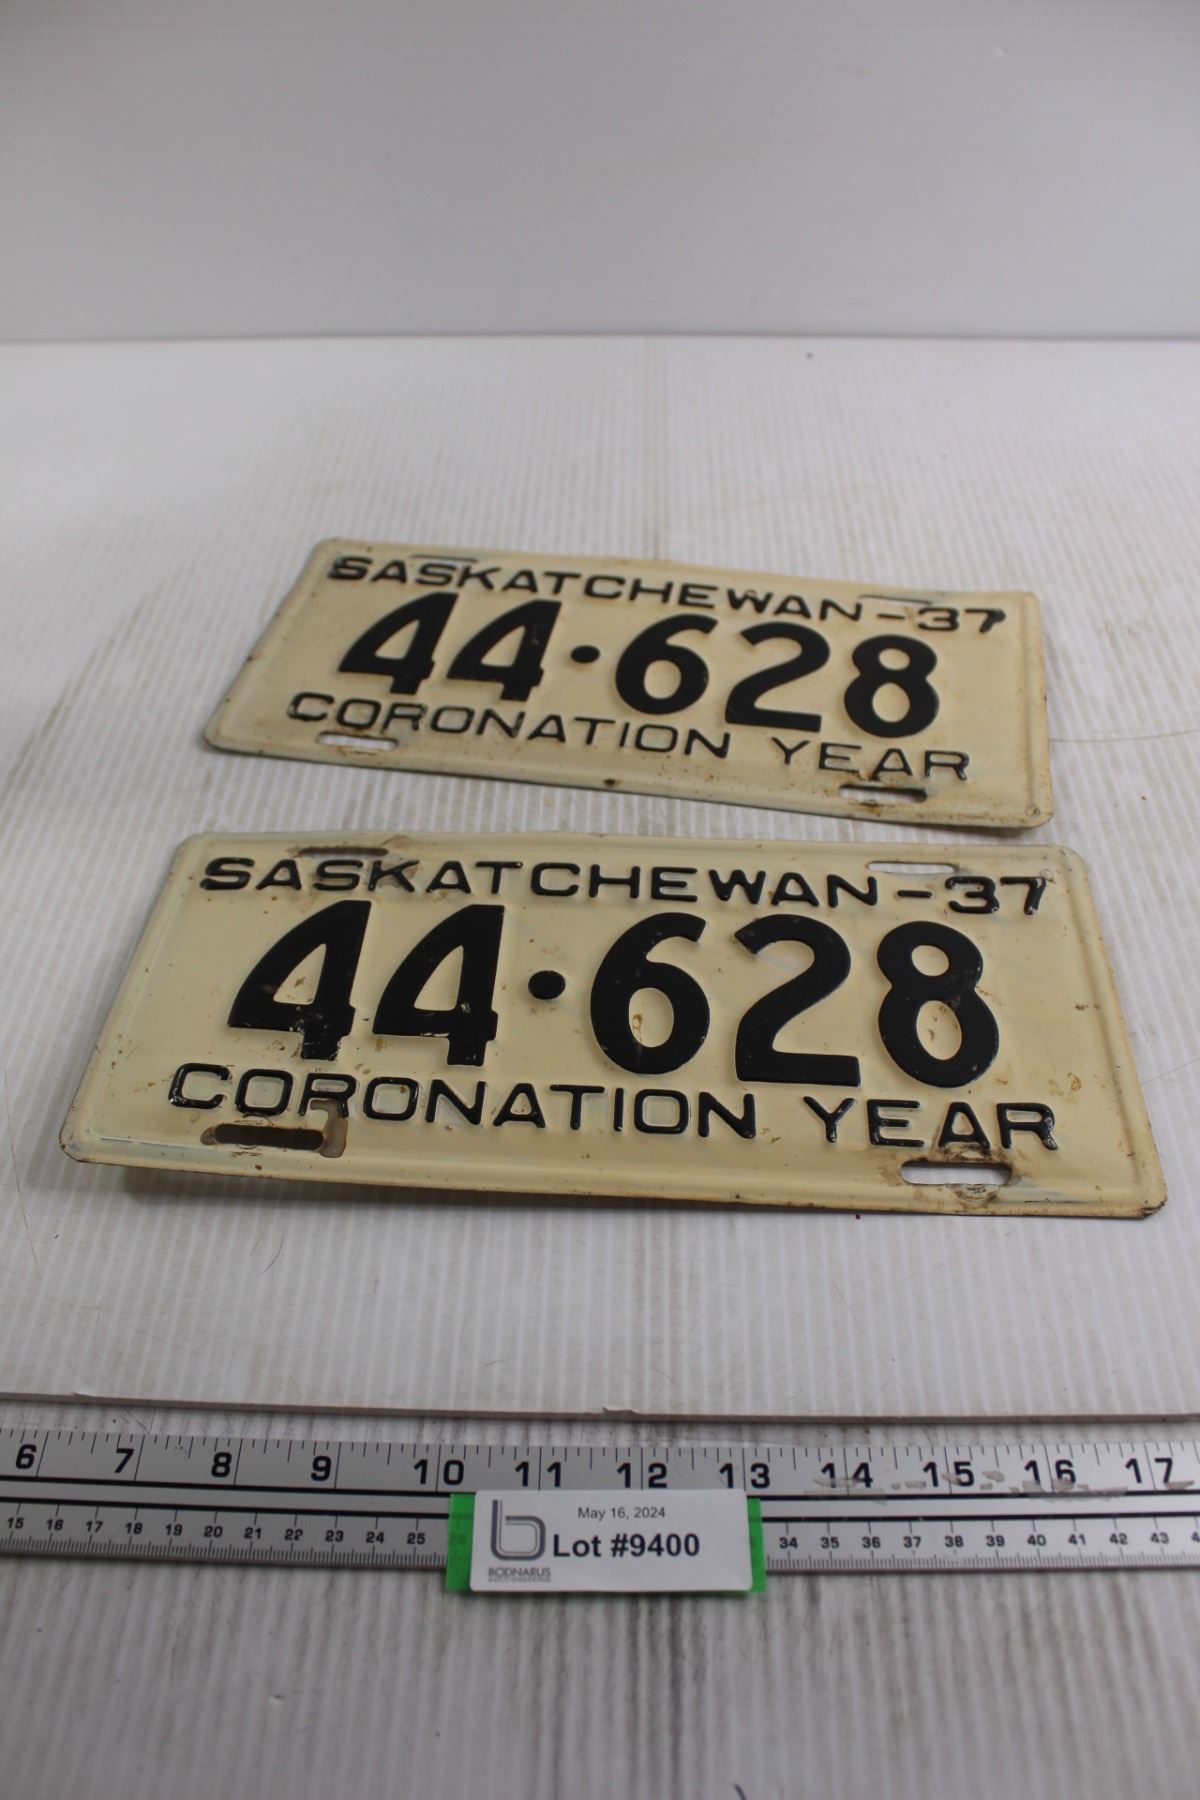 SASKATCHEWAN-37
44·628
CORONATION YEAR
SASKATCHEWAN-37
44·628
CORONATION YEAR
6 7 8 9 10 11 12 13 14 15 16 17
15 16 17 18 19 20 21 22 23 24 25 34 35 36 37 38 39 40 41 42 43
May 16, 2024
Lot #9400
BODNARUS
AUCTIONEERING